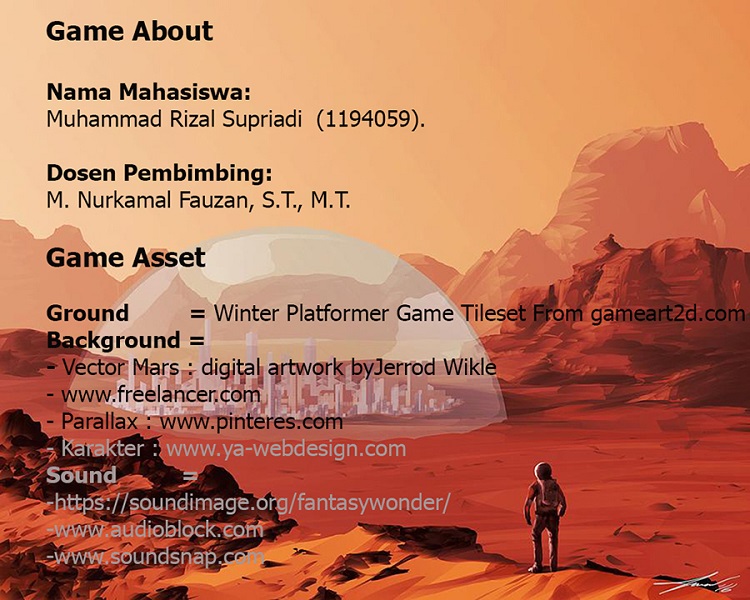 Game About
Nama Mahasiswa:
Muhammad Rizal Supriadi (1194059).
Dosen Pembimbing:
M. Nurkamal Fauzan, S.T., M.T.
Game Asset
Ground = Winter Platformer Game Tileset From gameart2d.com
Background =
- Vector Mars : digital artwork byJerrod Wikle
- www.freelancer.com
- Parallax : www.pinteres.com
- Karakter : www.ya-webdesign.com
Sound =
-https://soundimage.org/fantasywonder/
-www.audioblock.com
-www.soundsnap.com